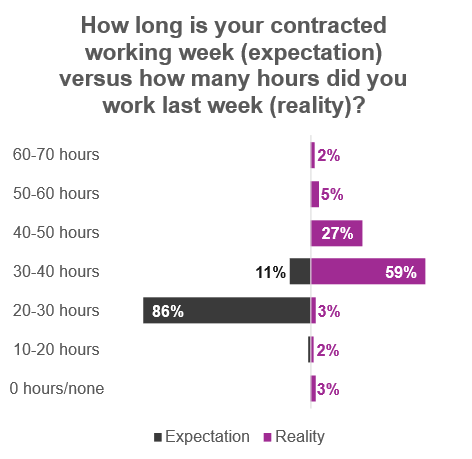 How long is your contracted
working week (expectation)
versus how many hours did you
work last week (reality)?
60-70 hours 2%
50-60 hours 5%
40-50 hours 27%
30-40 hours 11% 59%
20-30 hours 86% 3%
10-20 hours 2%
0 hours/none 3%
Expectation Reality